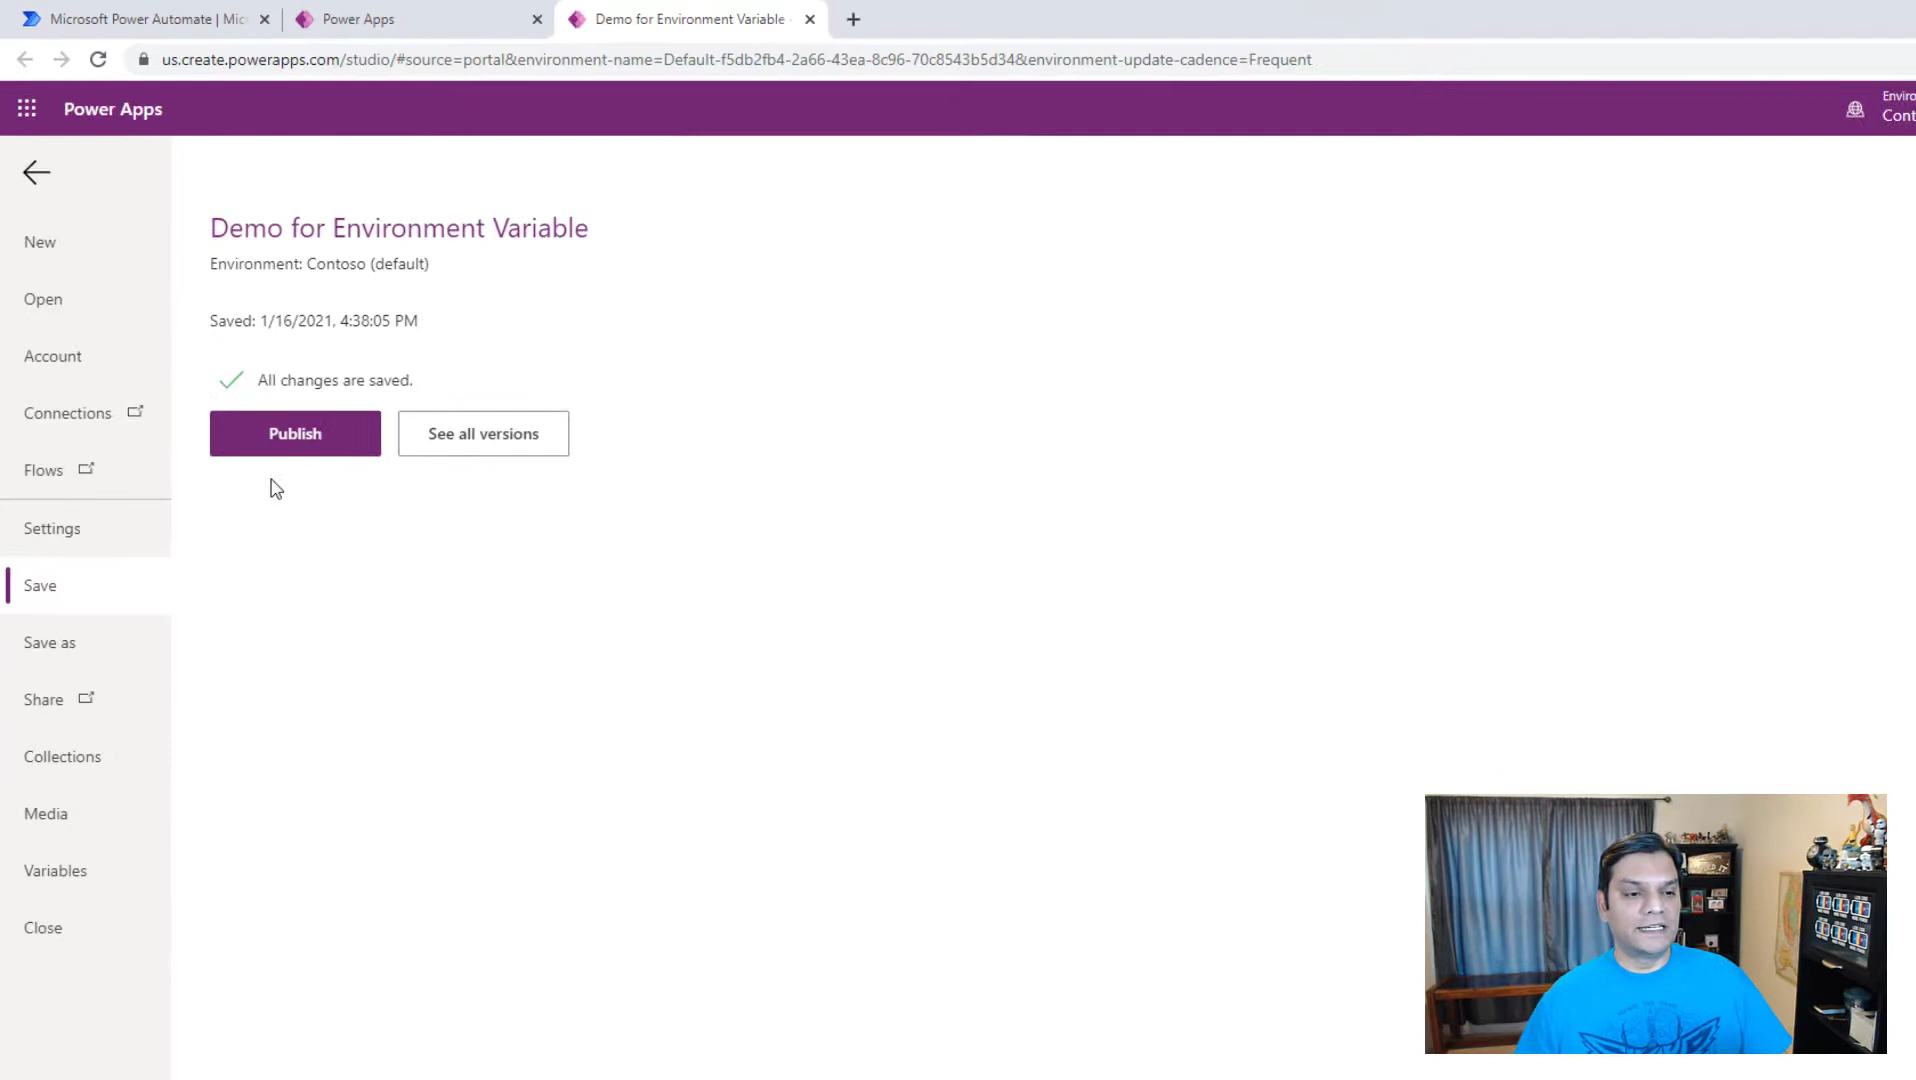 Microsoft Power Automate | Mic
Power Apps
Demo for Environment Variable -
us.create.powerapps.com/studio/#source=portal&environment-name=Default-f5db2fb4-2a66-43ea-8c96-70c8543b5d34&environment-update-cadence=Frequent
Power Apps
Enviro
Cont
New
Open
Account
Connections
Flows
Settings
Save
Save as
Share
Collections
Media
Variables
Close
Demo for Environment Variable
Environment: Contoso (default)
Saved: 1/16/2021, 4:38:05 PM
All changes are saved.
Publish
See all versions